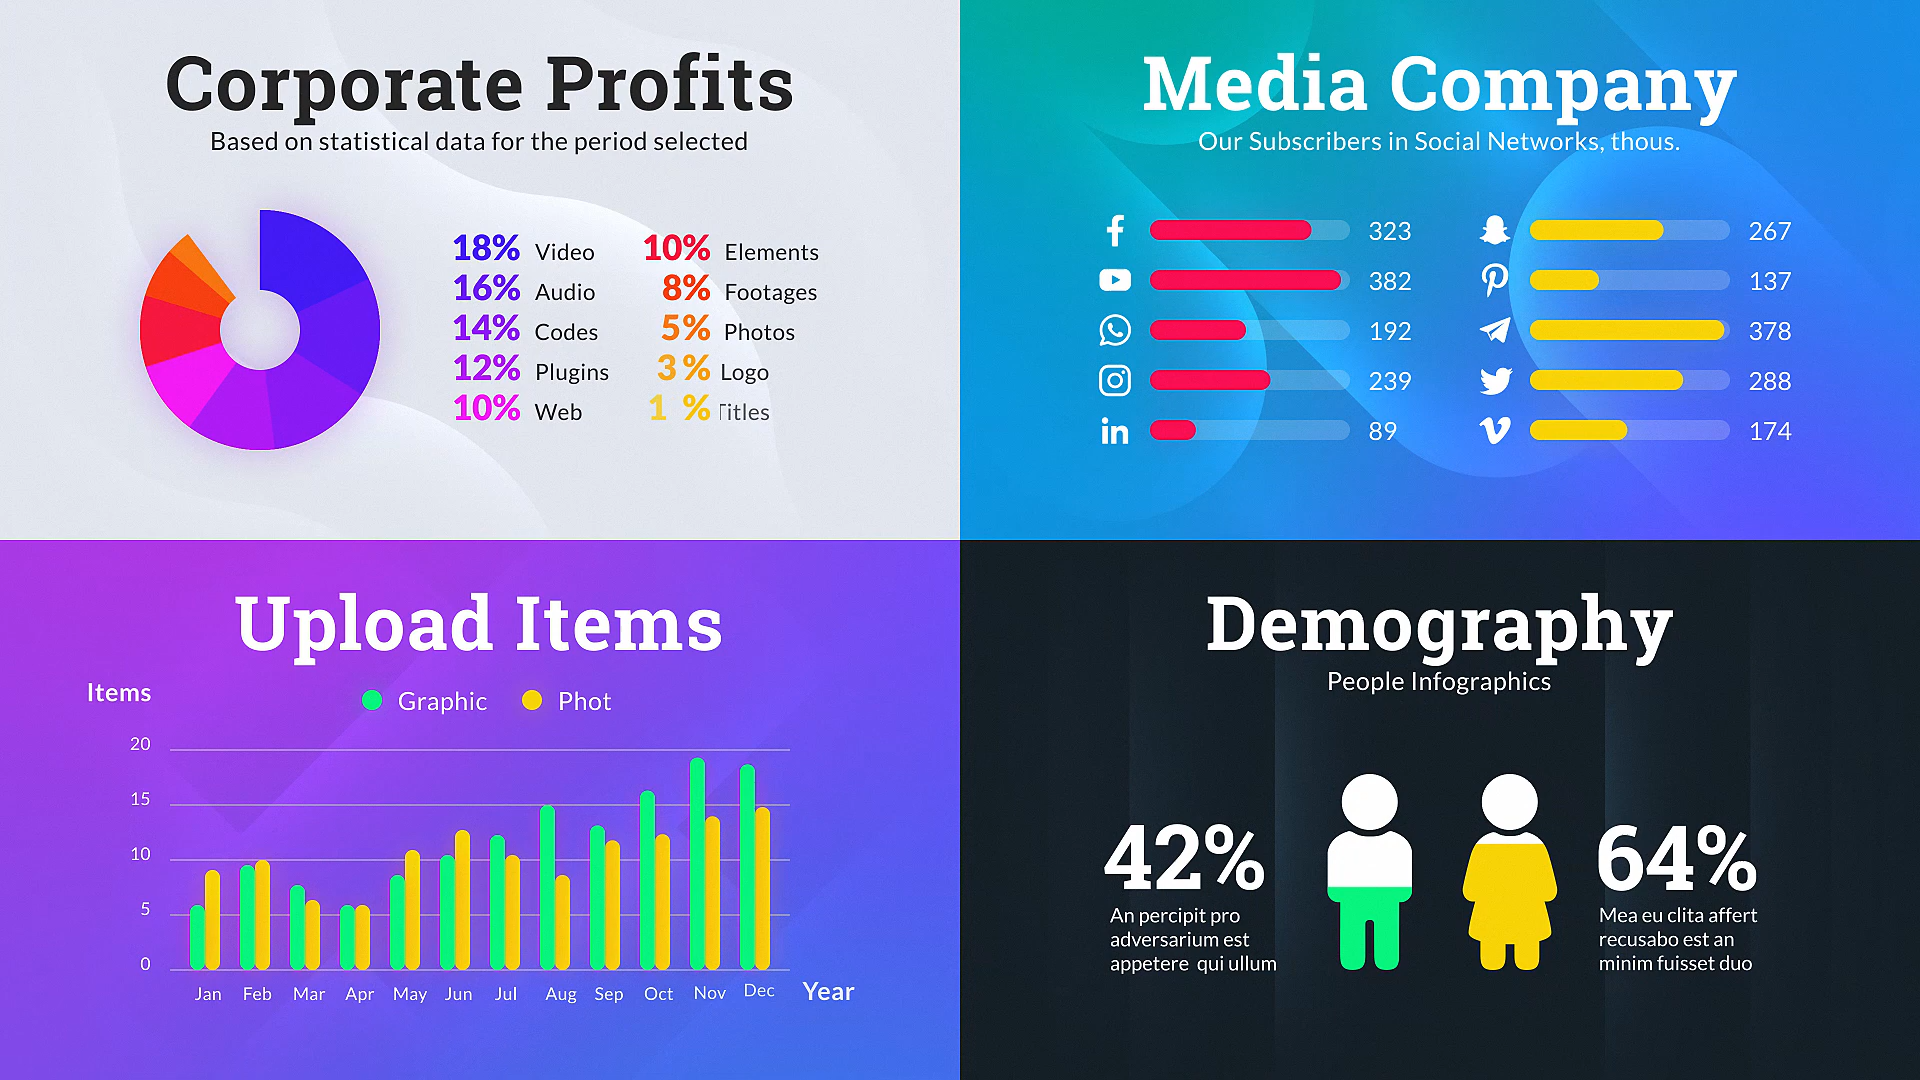 Corporate Profits
Based on statistical data for the period selected
18% Video
16% Audio
14% Codes
12% Plugins
10% Web
10% Elements
8% Footages
5% Photos
3 % Logo
1 % Titles
Media Company
Our Subscribers in Social Networks, thous.
323
382
192
239
in 89
267
137
378
288
174
Upload Items
Items
Graphic Phot
20
15
10
5
0
Jan Feb Mar Apr May Jun Jul Aug Sep Oct Nov Dec
Year
Demography
People Infographics
42%
An percipit pro
adversarium est
appetere qui ullum
64%
Mea eu clita affert
recusabo est an
minim fuisset duo